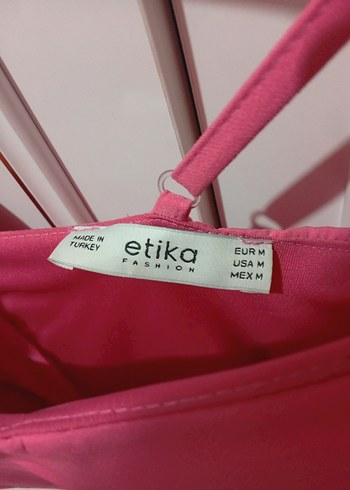 MADE IN
TURKEY
etika
FASHION
EUR M
USA M
MEX M